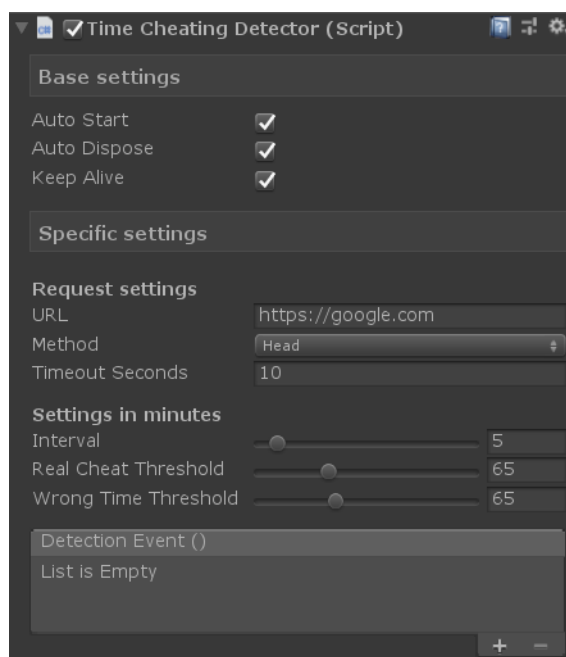 Time Cheating Detector (Script)
Base settings
Auto Start
Auto Dispose
Keep Alive
Specific settings
Request settings
URL https://google.com
Method Head
Timeout Seconds 10
Settings in minutes
Interval 5
Real Cheat Threshold 65
Wrong Time Threshold 65
Detection Event ()
List is Empty